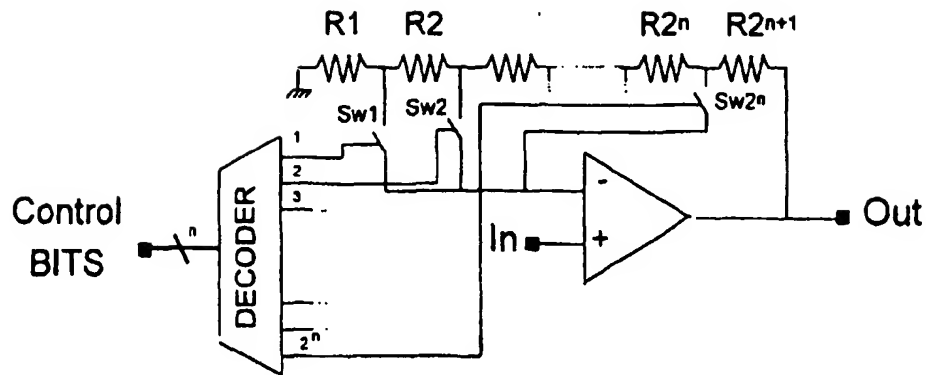 R1 R2 R2ⁿ R2ⁿ⁺¹
Sw1 Sw2 Sw2ⁿ
1
2
3
2ⁿ
DECODER
Control
BITS
n
In
-
+
Out